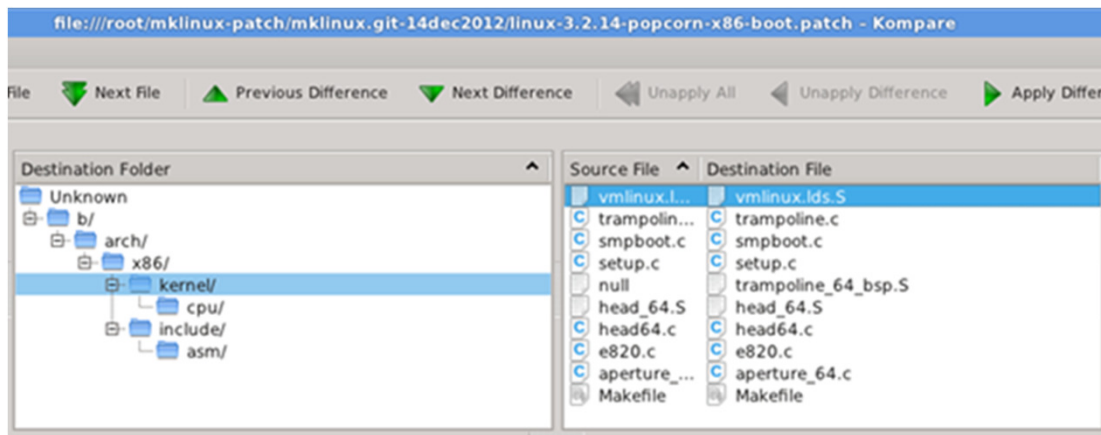 file:///root/mklinux-patch/mklinux.git-14dec2012/linux-3.2.14-popcorn-x86-boot.patch - Kompare
File Next File Previous Difference Next Difference Unapply All Unapply Difference Apply Differ
Destination Folder
Unknown
b/
arch/
x86/
kernel/
cpu/
include/
asm/
Source File Destination File
vmlinux.l... vmlinux.lds.S
trampolin... trampoline.c
smpboot.c smpboot.c
setup.c setup.c
null trampoline_64_bsp.S
head_64.S head_64.S
head64.c head64.c
e820.c e820.c
aperture_... aperture_64.c
Makefile Makefile